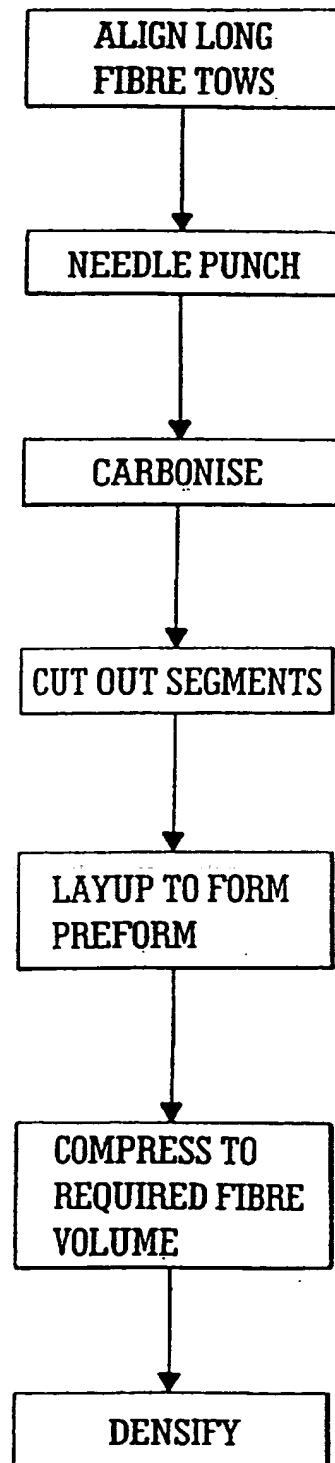 ALIGN LONG
FIBRE TOWS
NEEDLE PUNCH
CARBONISE
CUT OUT SEGMENTS
LAYUP TO FORM
PREFORM
COMPRESS TO
REQUIRED FIBRE
VOLUME
DENSIFY